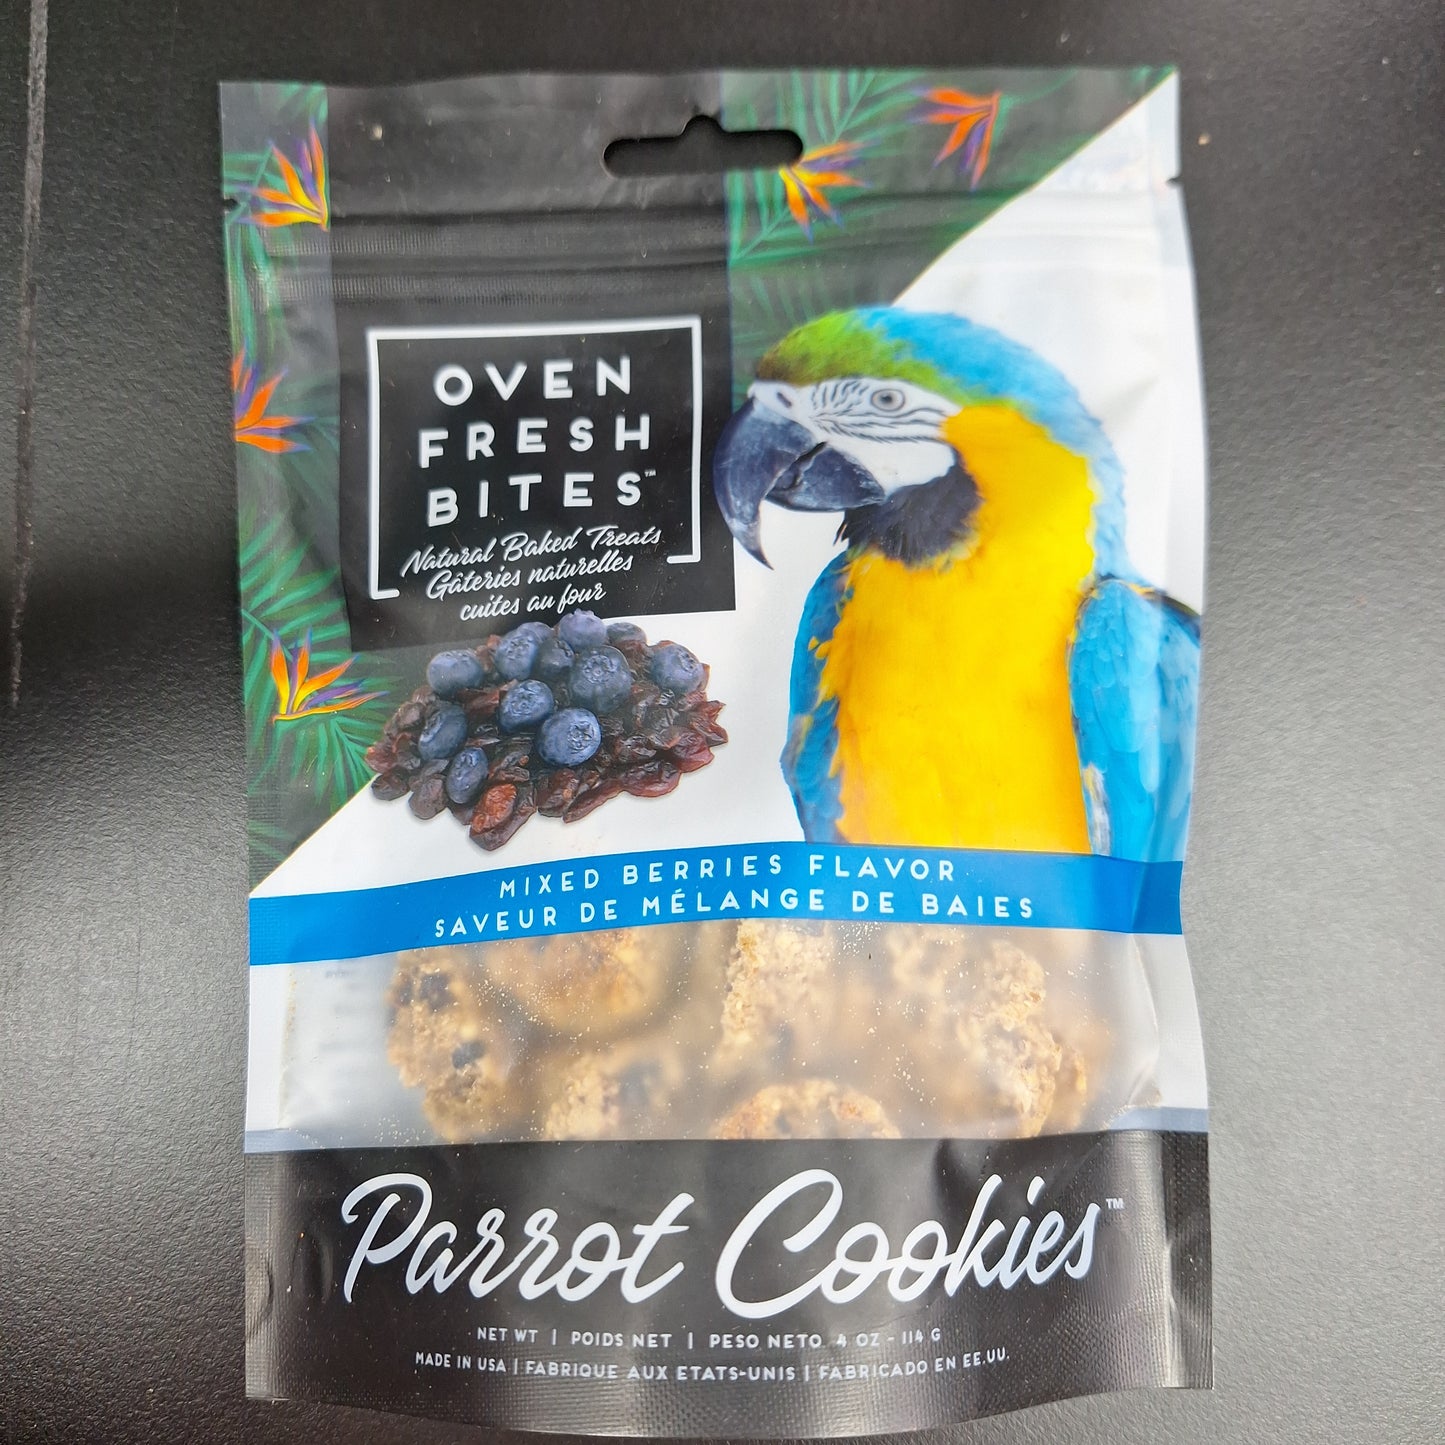 OVEN
FRESH
BITES™
Natural Baked Treats
Gâteries naturelles
cuites au four
MIXED BERRIES FLAVOR
SAVEUR DE MÉLANGE DE BAIES
Parrot Cookies™
NET WT | POIDS NET | PESO NETO 4 OZ - 114 G
MADE IN USA | FABRIQUE AUX ETATS-UNIS | FABRICADO EN EE.UU.